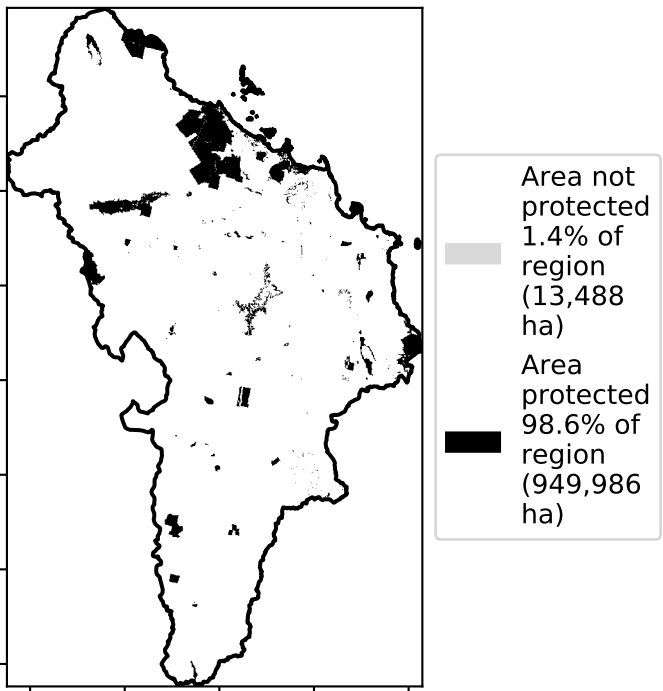 Area not
protected
1.4% of
region
(13,488
ha)
Area
protected
98.6% of
region
(949,986
ha)